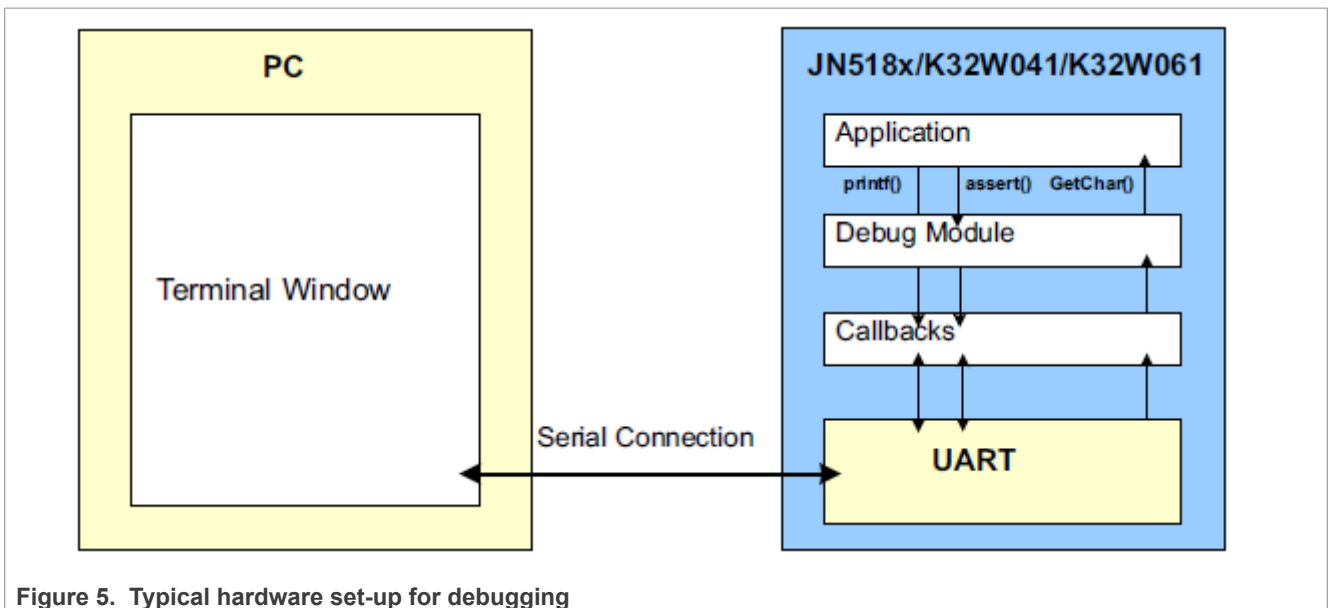 PC
Terminal Window
Serial Connection
JN518x/K32W041/K32W061
Application
printf() assert() GetChar()
Debug Module
Callbacks
UART
Figure 5. Typical hardware set-up for debugging